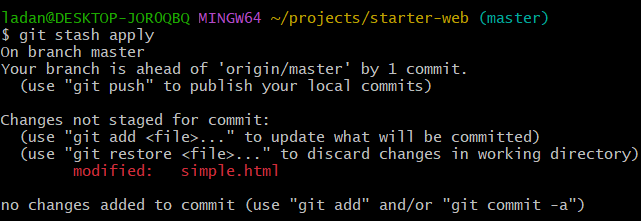 ladan@DESKTOP-JOR0QBQ MINGW64 ~/projects/starter-web (master)
$ git stash apply
On branch master
Your branch is ahead of 'origin/master' by 1 commit.
  (use "git push" to publish your local commits)

Changes not staged for commit:
  (use "git add <file>..." to update what will be committed)
  (use "git restore <file>..." to discard changes in working directory)
        modified:   simple.html

no changes added to commit (use "git add" and/or "git commit -a")